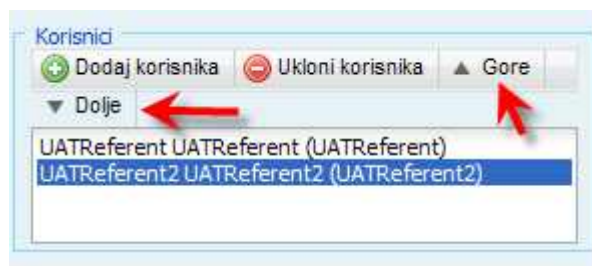 Korisnici
Dodaj korisnika Ukloni korisnika Gore
Dolje
UATReferent UATReferent (UATReferent)
UATReferent2 UATReferent2 (UATReferent2)